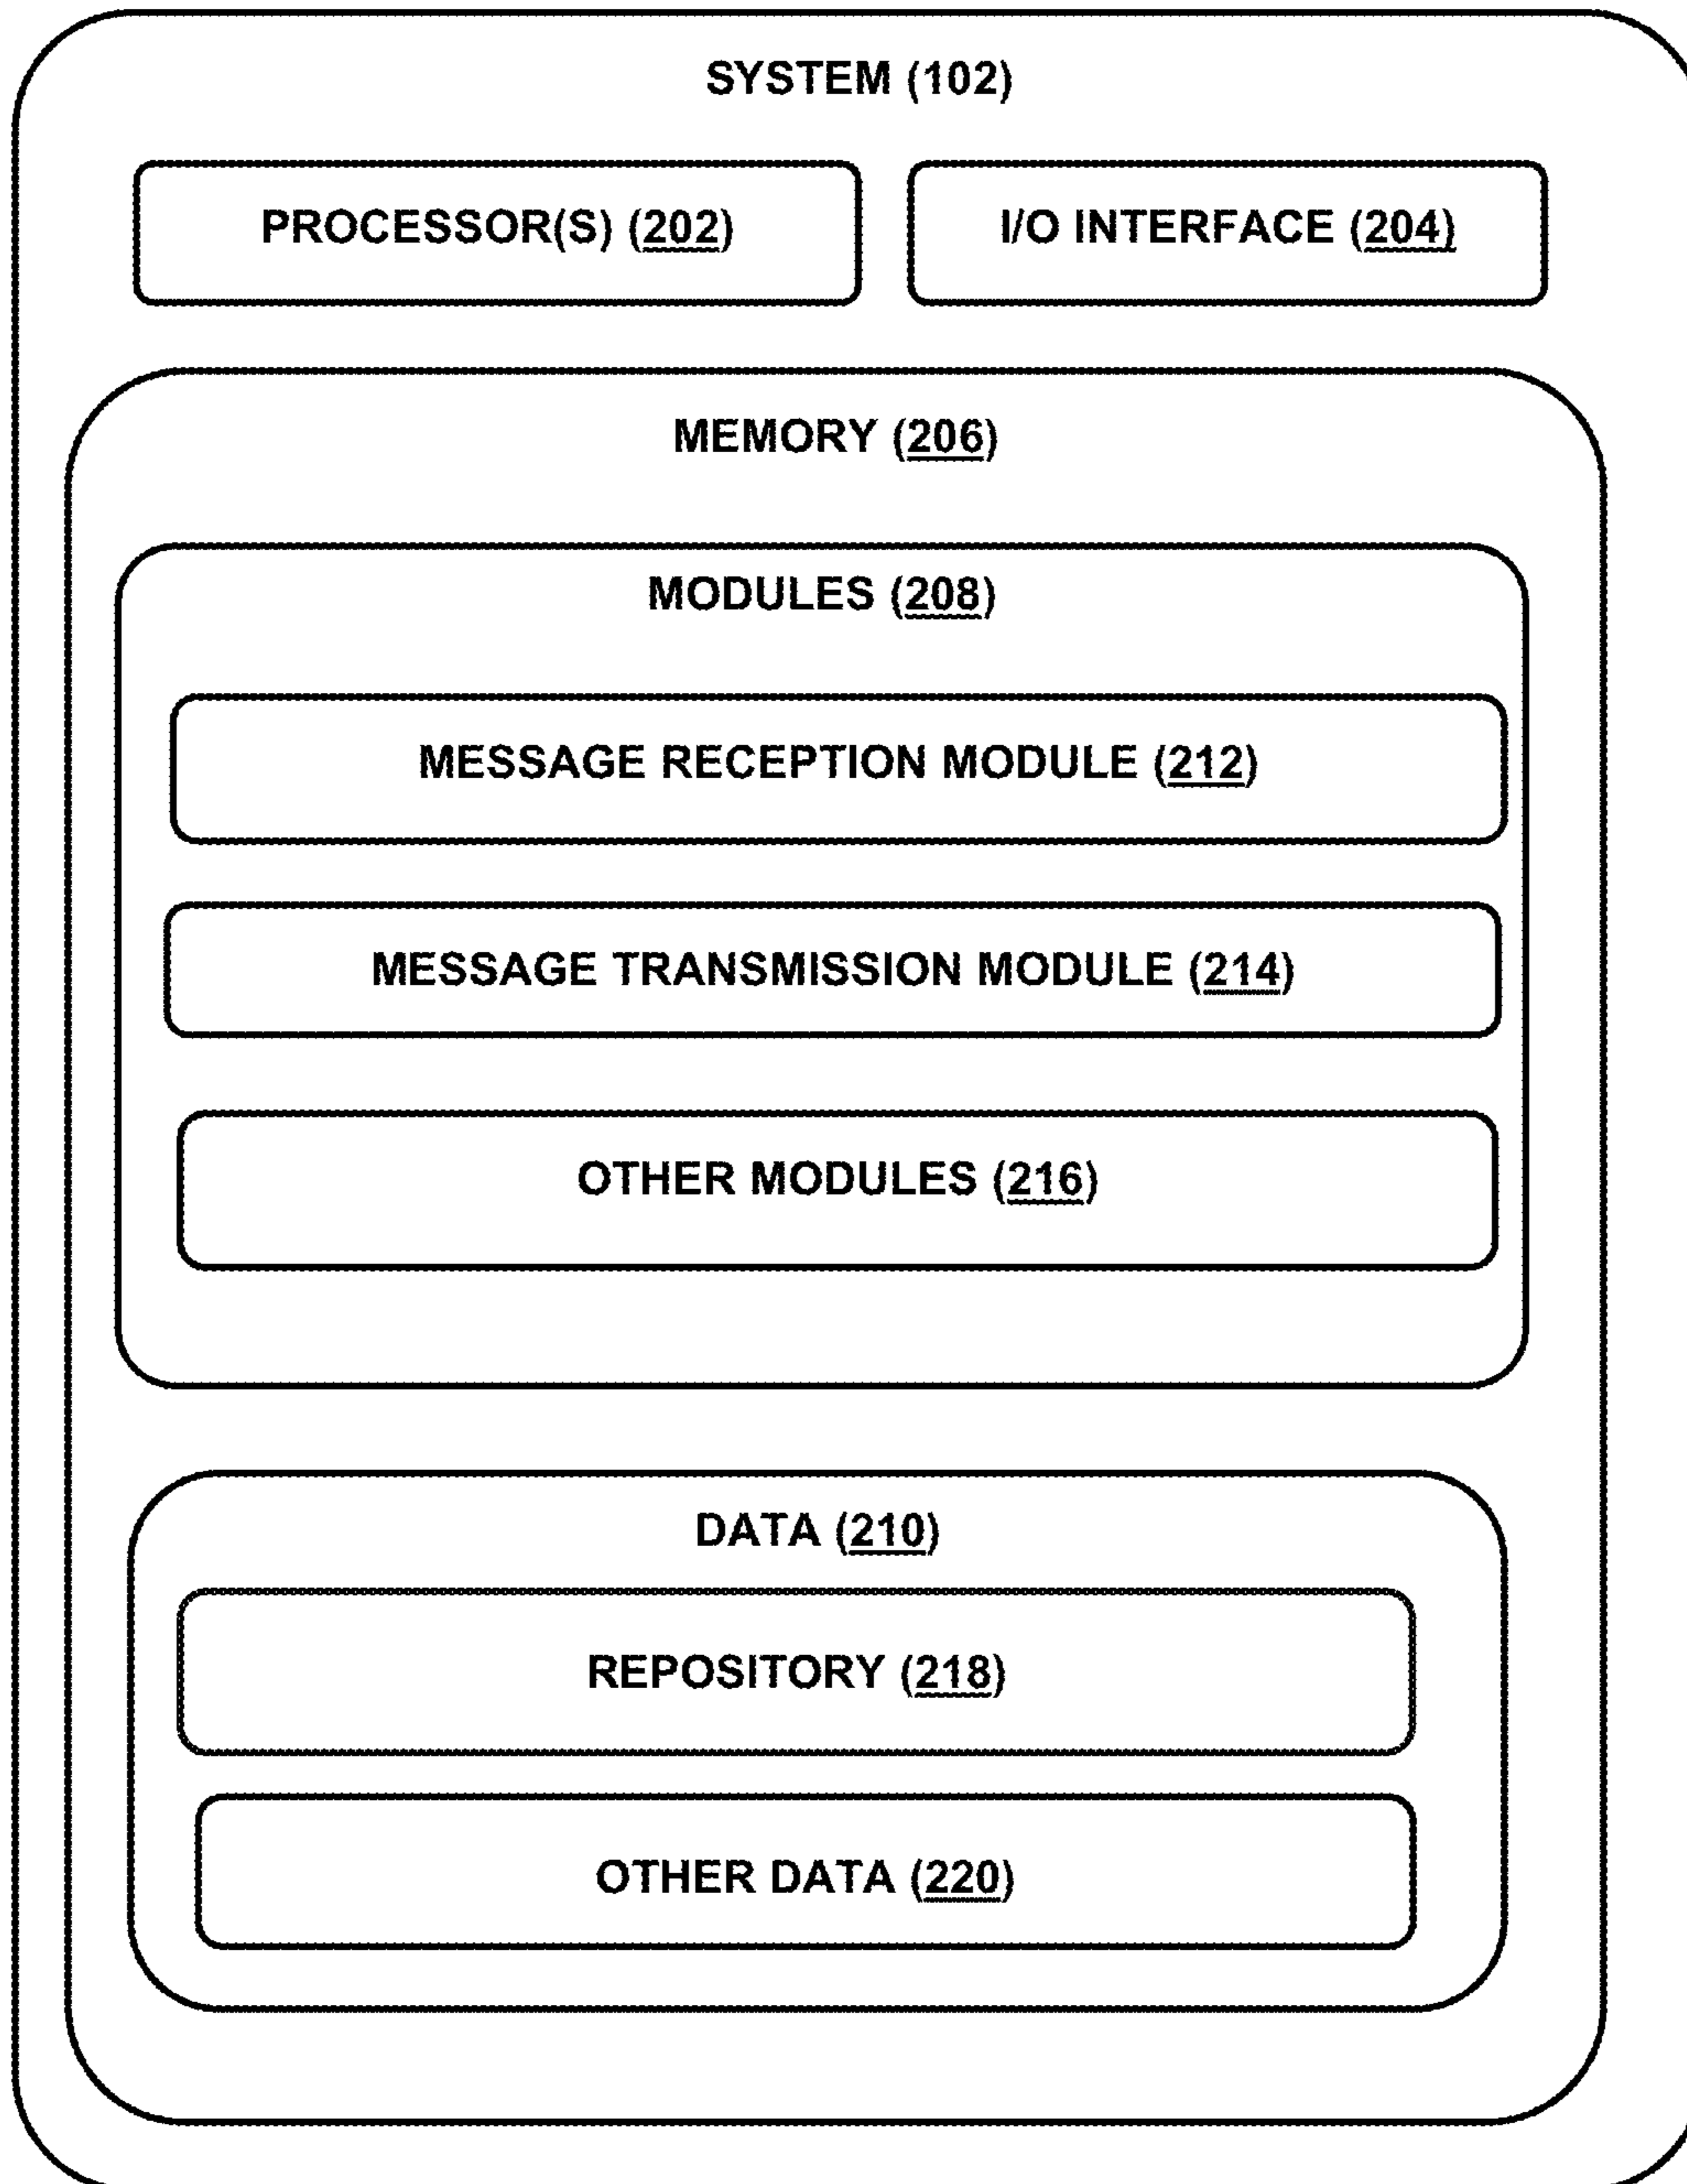 SYSTEM (102)
PROCESSOR(S) (202)
I/O INTERFACE (204)
MEMORY (206)
MODULES (208)
MESSAGE RECEPTION MODULE (212)
MESSAGE TRANSMISSION MODULE (214)
OTHER MODULES (216)
DATA (210)
REPOSITORY (218)
OTHER DATA (220)